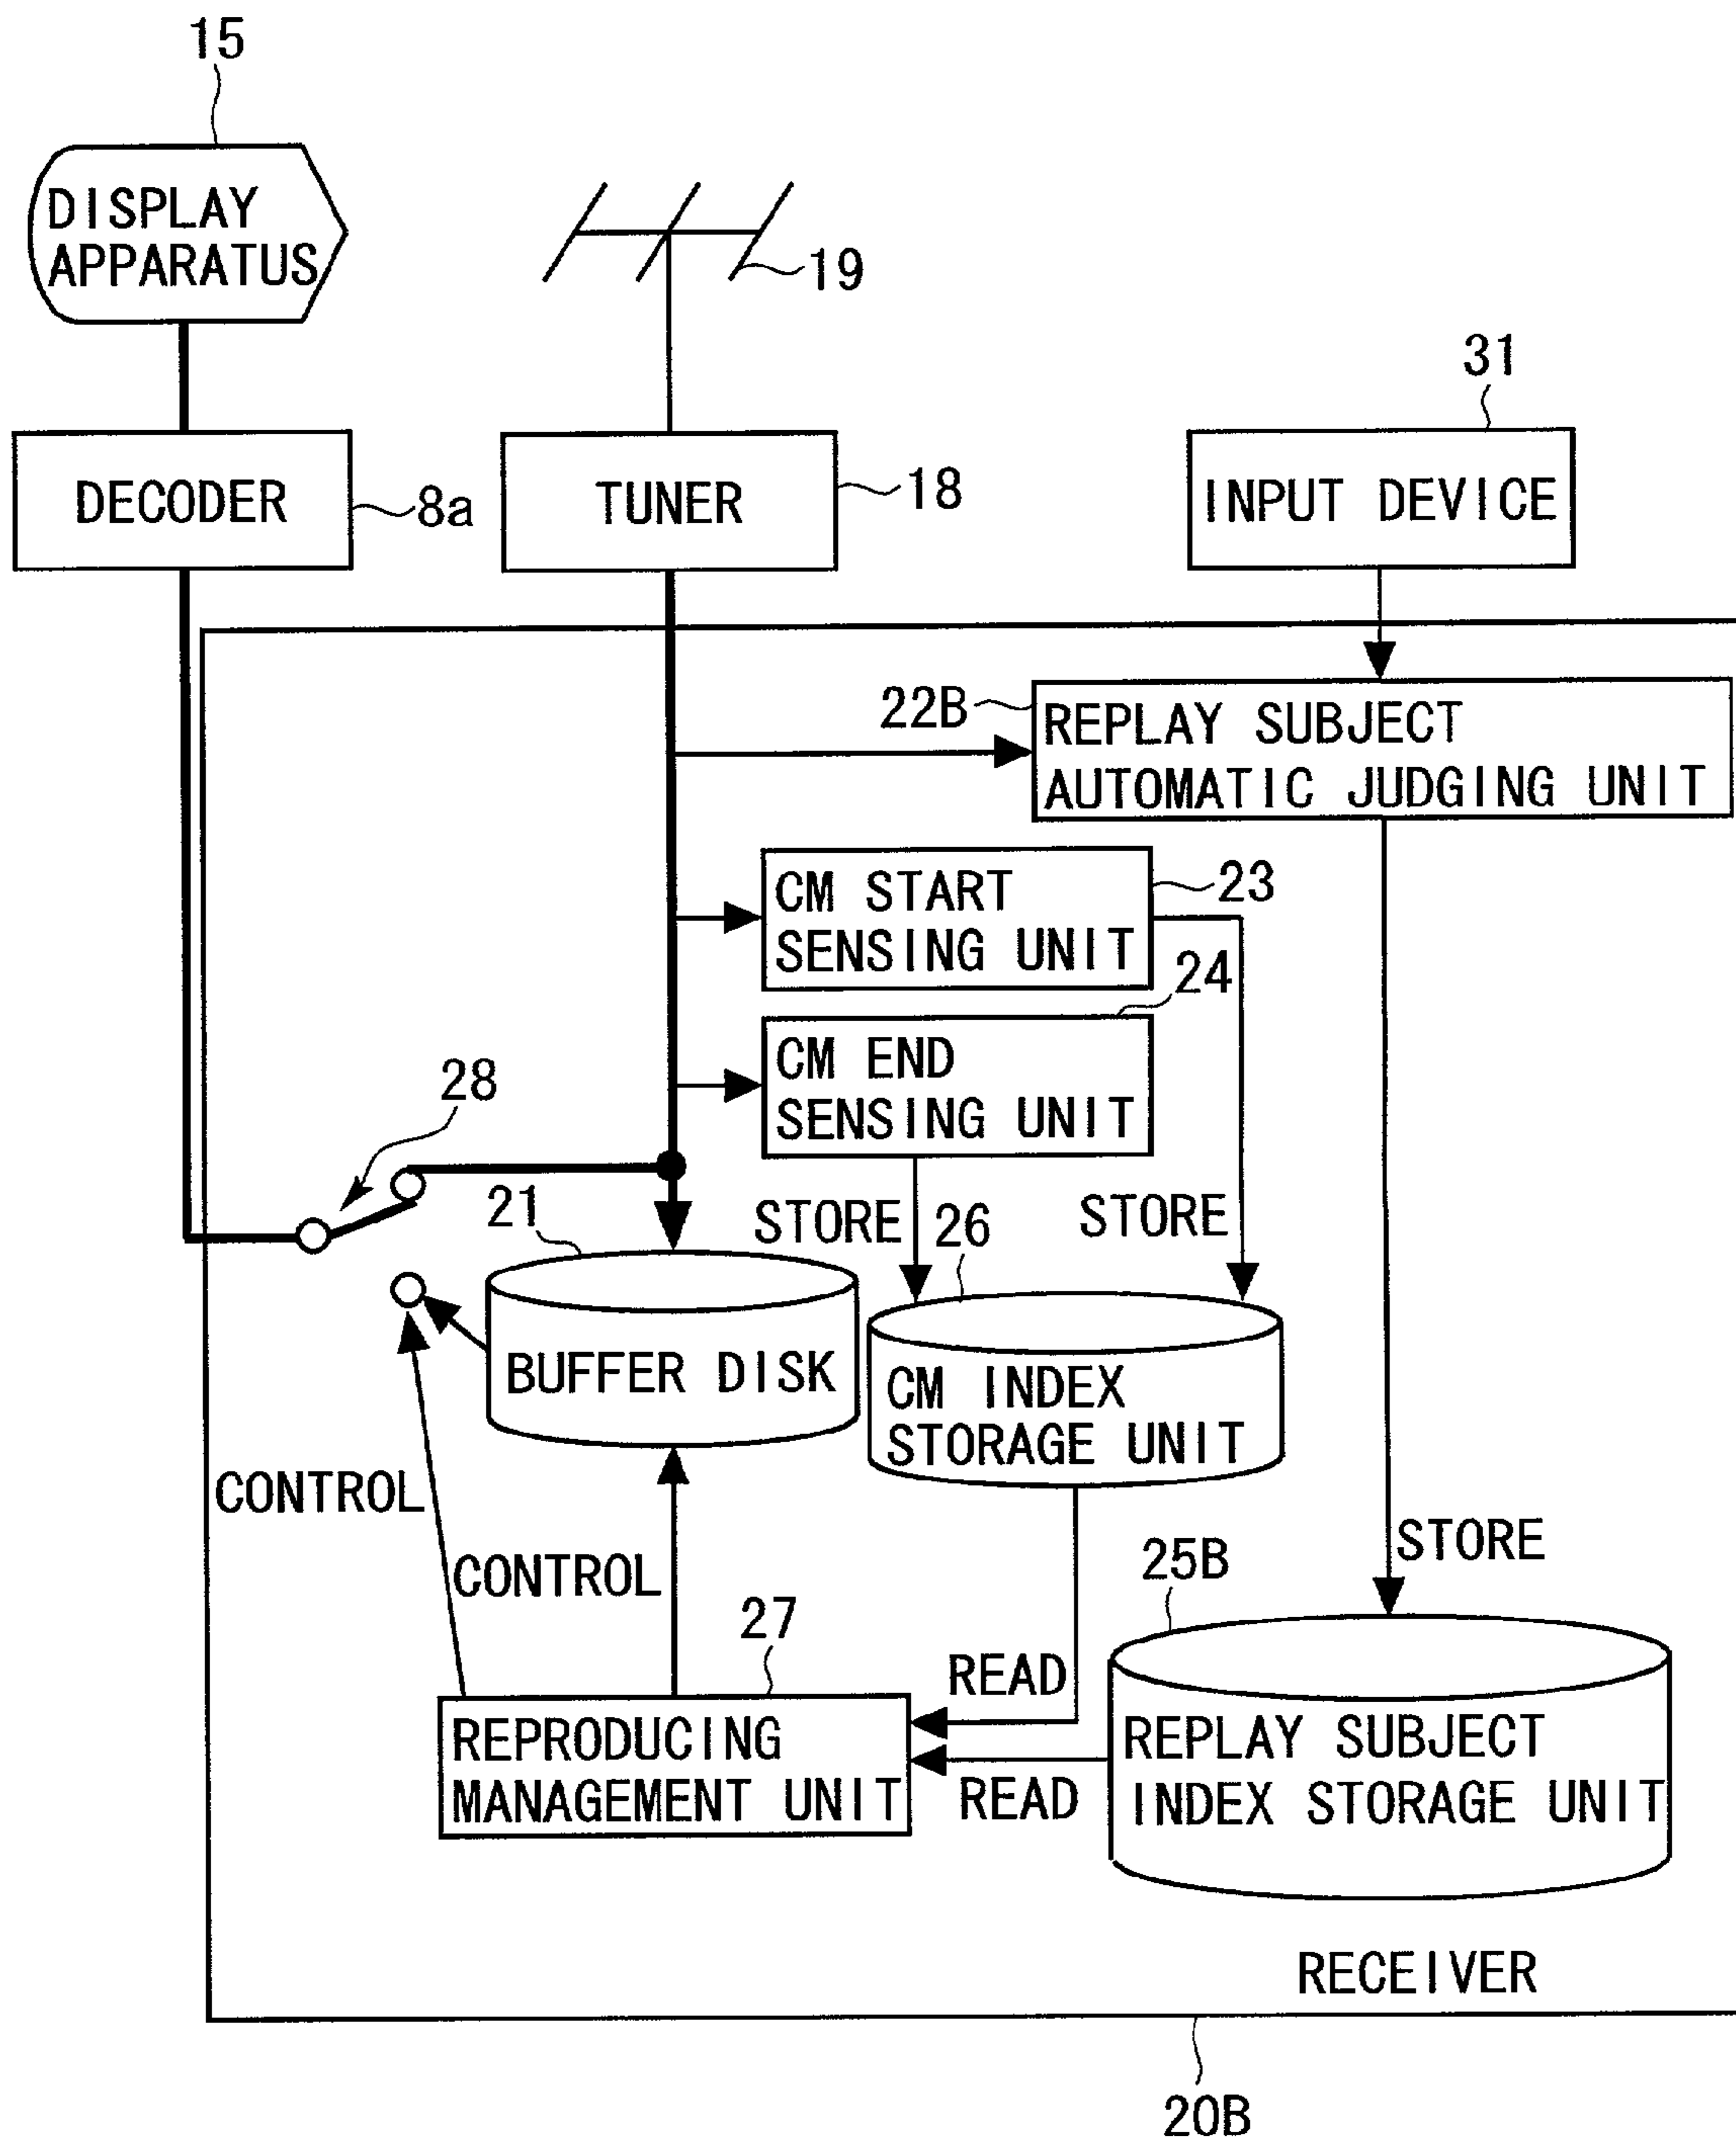 15
DISPLAY
APPARATUS
19
31
DECODER
8a
TUNER
18
INPUT DEVICE
22B
REPLAY SUBJECT
AUTOMATIC JUDGING UNIT
CM START
SENSING UNIT
23
24
CM END
SENSING UNIT
28
21
STORE
26
STORE
BUFFER DISK
CM INDEX
STORAGE UNIT
CONTROL
CONTROL
STORE
25B
27
READ
REPRODUCING
MANAGEMENT UNIT
READ
REPLAY SUBJECT
INDEX STORAGE UNIT
RECEIVER
20B